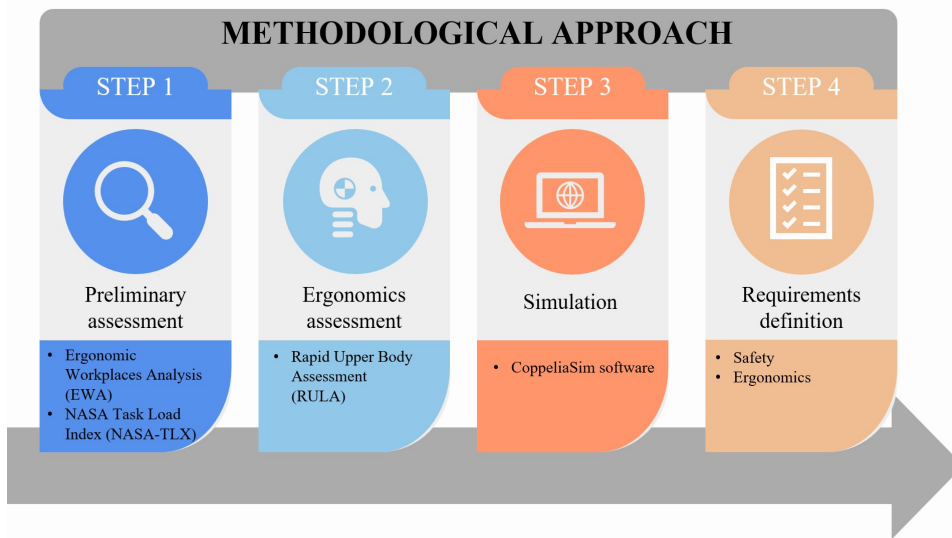 METHODOLOGICAL APPROACH
STEP 1
STEP 2
STEP 3
STEP 4
Preliminary
assessment
Ergonomics
assessment
Simulation
Requirements
definition
• Ergonomic
Workplaces Analysis
(EWA)
• NASA Task Load
Index (NASA-TLX)
• Rapid Upper Body
Assessment
(RULA)
• CoppeliaSim software
• Safety
• Ergonomics